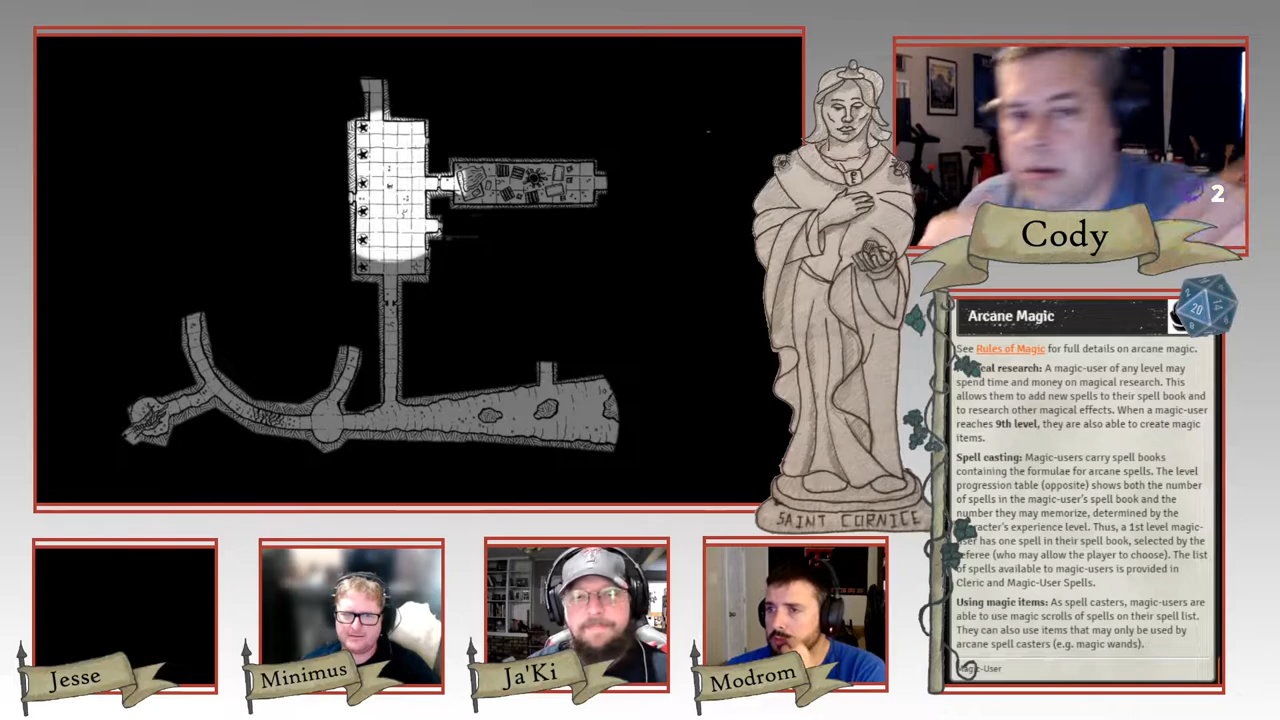 2
Cody
SAINT CORNICE
20
Arcane Magic
See Rules of Magic for full details on arcane magic.
research: A magic-user of any level may
spend time and money on magical research. This
allows them to add new spells to their spell book and
to research other magical effects. When a magic-user
reaches 9th level, they are also able to create magic
items.
Spell casting: Magic-users carry spell books
containing the formulae for arcane spells. The level
progression table (opposite) shows both the number
of spells in the magic-user's spell book and the
number they may memorize, determined by the
experience level. Thus, a 1st level magic-
user has one spell in their spell book, selected by the
referee (who may allow the player to choose). The list
of spells available to magic-users is provided in
Cleric and Magic-User Spells.
Using magic items: As spell casters, magic-users are
able to use magic scrolls of spells on their spell list.
They can also use items that may only be used by
arcane spell casters (e.g. magic wands).
Magic-User
Jesse
Minimus
Ja'Ki
Modrom